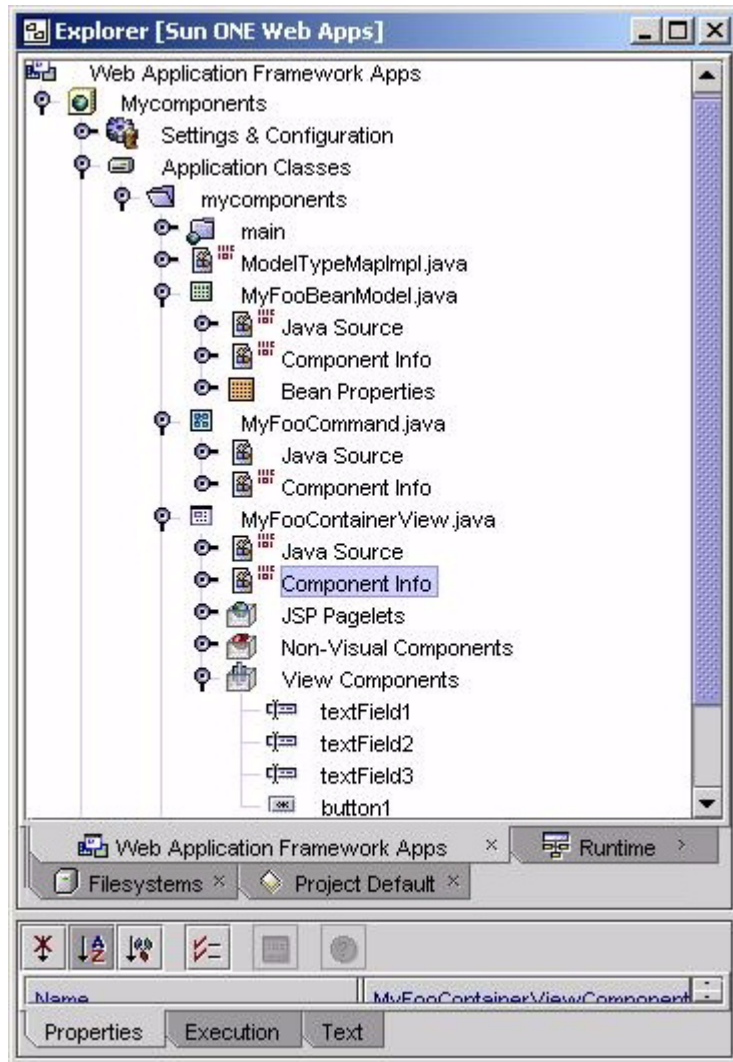 Explorer [Sun ONE Web Apps]
Web Application Framework Apps
Mycomponents
Settings & Configuration
Application Classes
mycomponents
main
ModelTypeMapImpl.java
MyFooBeanModel.java
Java Source
Component Info
Bean Properties
MyFooCommand.java
Java Source
Component Info
MyFooContainerView.java
Java Source
Component Info
JSP Pagelets
Non-Visual Components
View Components
textField1
textField2
textField3
button1
Web Application Framework Apps Runtime
Filesystems Project Default
Name MyFooContainerViewComponent
Properties Execution Text